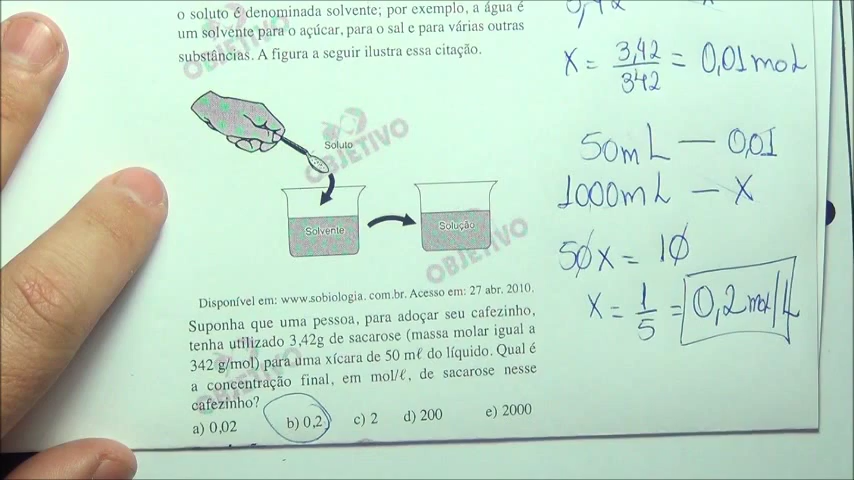 o soluto é denominada solvente; por exemplo, a água é
um solvente para o açúcar, para o sal e para várias outras
substâncias. A figura a seguir ilustra essa citação.
Soluto
Solvente
Solução
OBJETIVO
OBJETIVO
OBJETIVO
OBJETIVO
Disponível em: www.sobiologia. com.br. Acesso em: 27 abr. 2010.
Suponha que uma pessoa, para adoçar seu cafezinho,
tenha utilizado 3,42g de sacarose (massa molar igual a
342 g/mol) para uma xícara de 50 mℓ do líquido. Qual é
a concentração final, em mol/ℓ, de sacarose nesse
cafezinho?
a) 0,02 b) 0,2 c) 2 d) 200 e) 2000
X = 3,42/342 = 0,01 moL
50mL — 0,01
1000mL — X
50X = 10
X = 1/5 = 0,2 mol/L